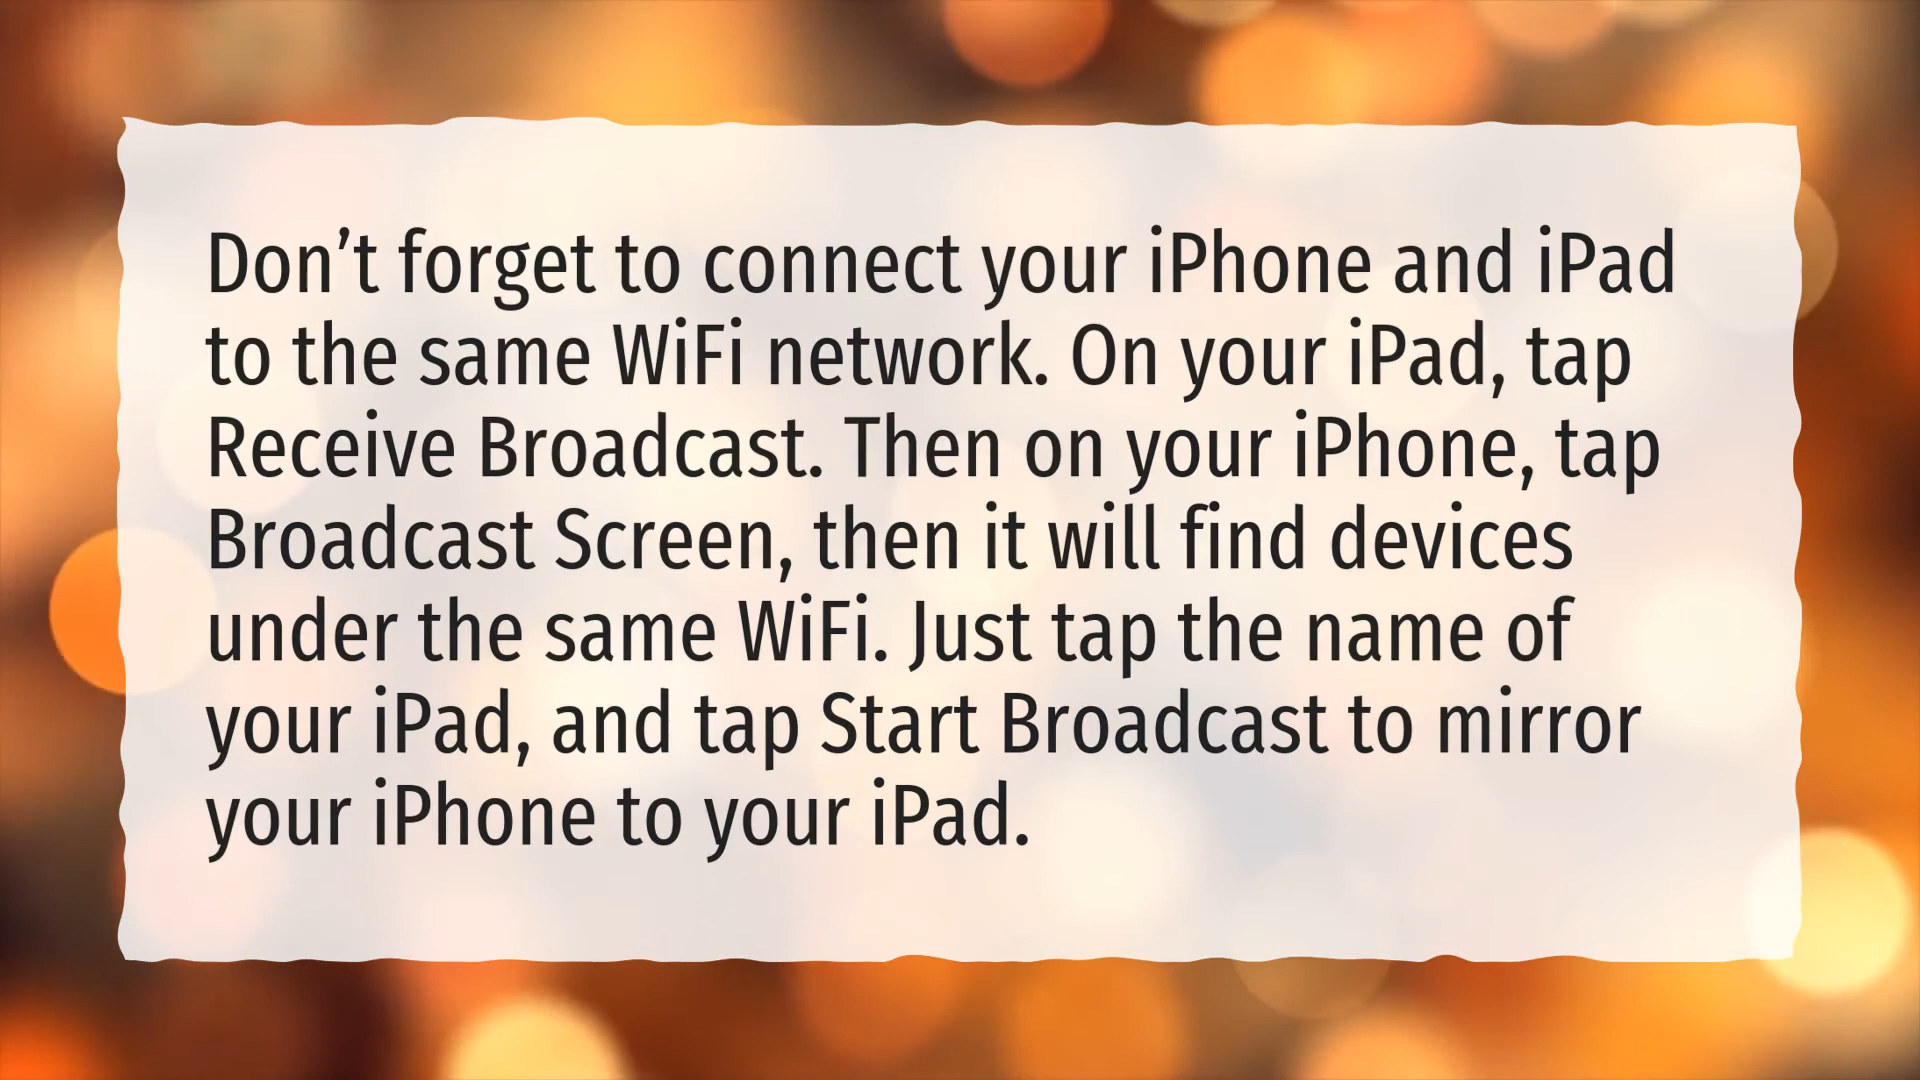 Don’t forget to connect your iPhone and iPad
to the same WiFi network. On your iPad, tap
Receive Broadcast. Then on your iPhone, tap
Broadcast Screen, then it will find devices
under the same WiFi. Just tap the name of
your iPad, and tap Start Broadcast to mirror
your iPhone to your iPad.